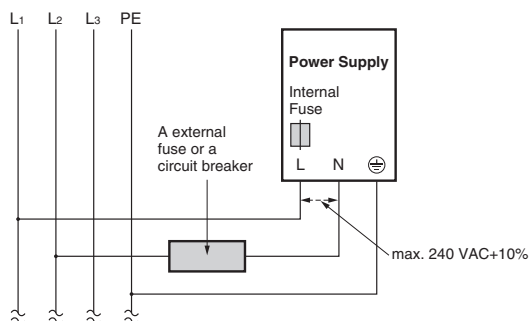 L1 L2 L3 PE
Power Supply
Internal
Fuse
A external
fuse or a
circuit breaker
L N
max. 240 VAC+10%